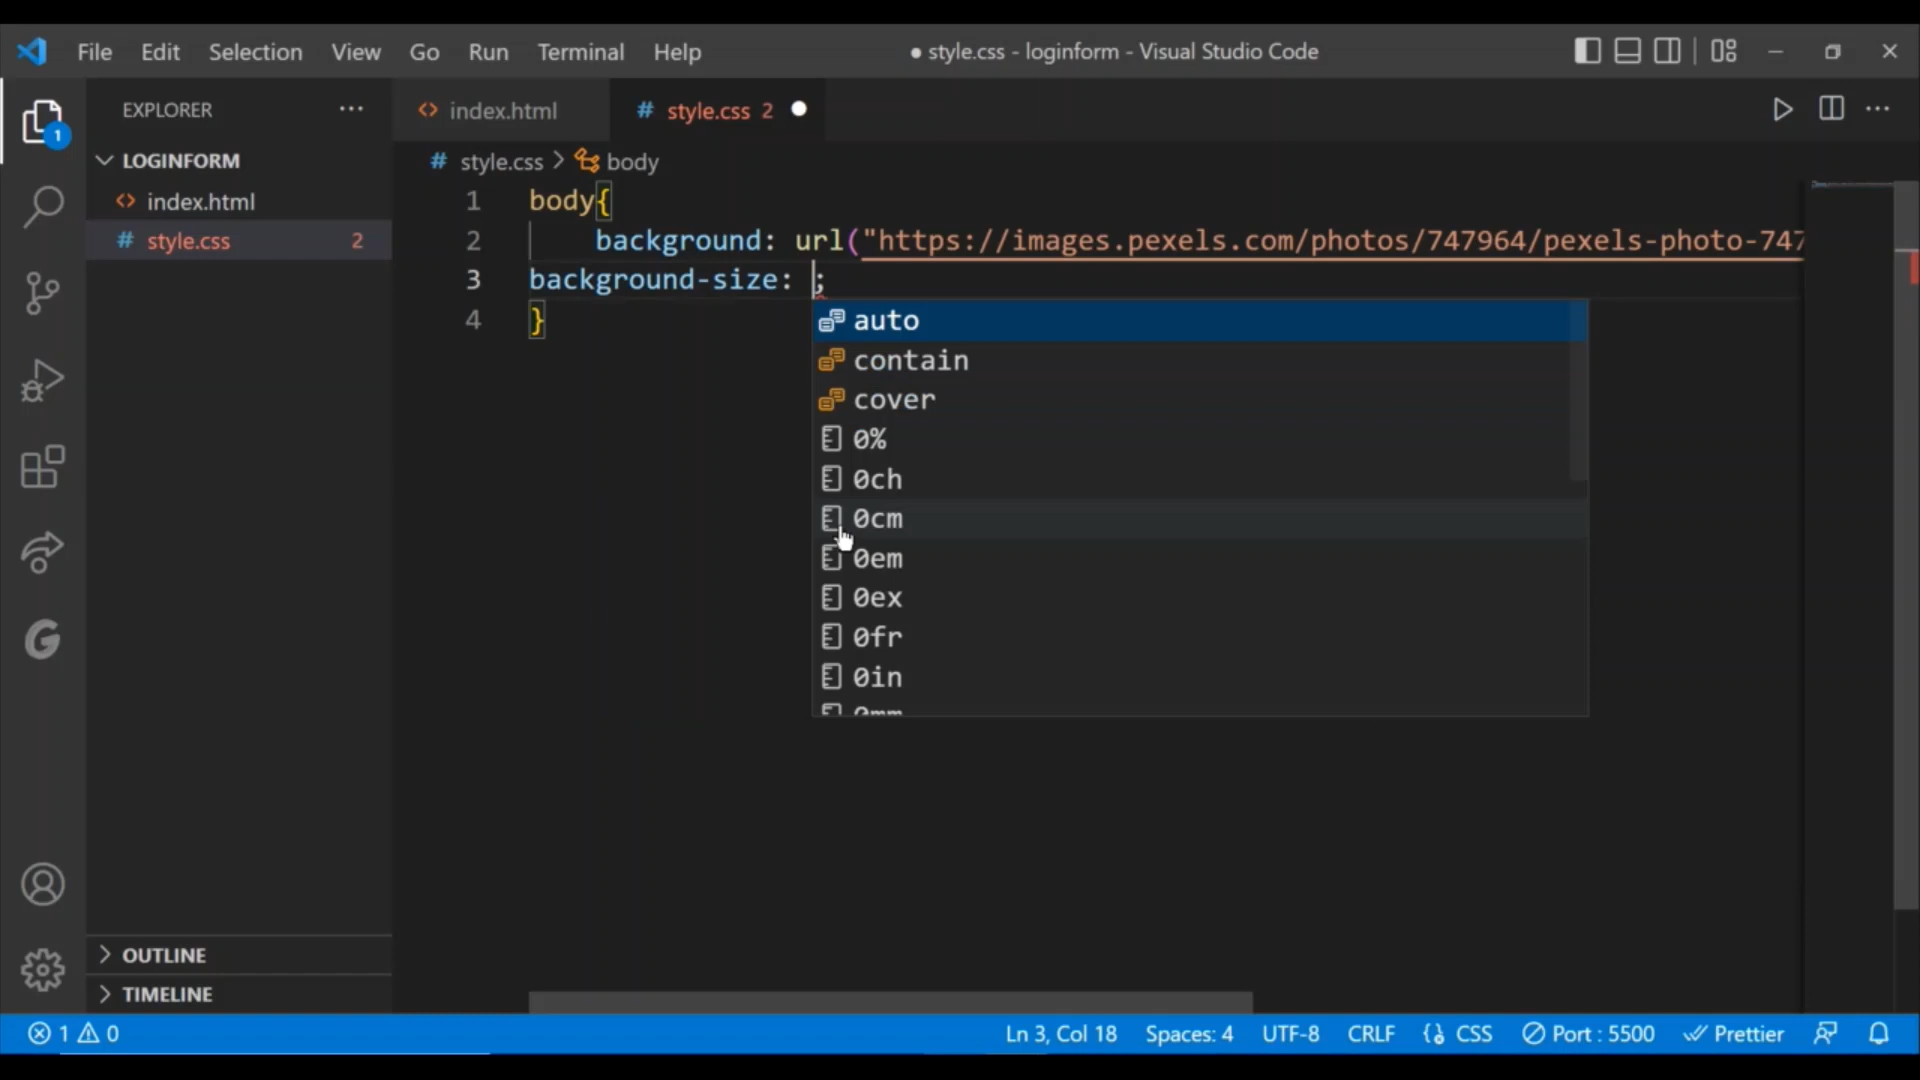 File Edit Selection View Go Run Terminal Help
● style.css - loginform - Visual Studio Code
EXPLORER ···
1
LOGINFORM
index.html
# style.css 2
index.html
# style.css 2 ●
# style.css > body
1 body{
2 background: url("https://images.pexels.com/photos/747964/pexels-photo-747
3 background-size: ;
4 }
auto
contain
cover
0%
0ch
0cm
0em
0ex
0fr
0in
0mm
OUTLINE
TIMELINE
1 0
Ln 3, Col 18 Spaces: 4 UTF-8 CRLF CSS Port : 5500 Prettier